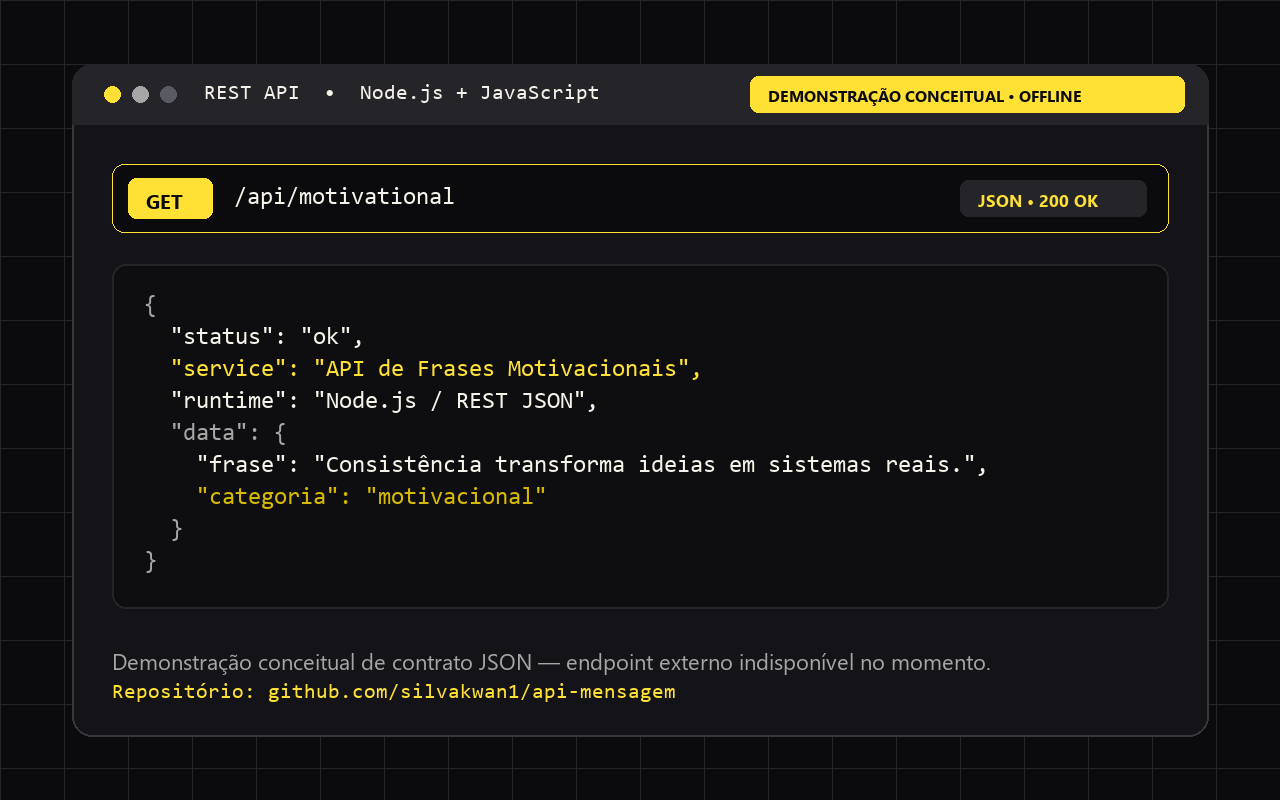 REST API • Node.js + JavaScript
DEMONSTRAÇÃO CONCEITUAL • OFFLINE
GET /api/motivational
JSON • 200 OK
{
  "status": "ok",
  "service": "API de Frases Motivacionais",
  "runtime": "Node.js / REST JSON",
  "data": {
    "frase": "Consistência transforma ideias em sistemas reais.",
    "categoria": "motivacional"
  }
}
Demonstração conceitual de contrato JSON — endpoint externo indisponível no momento.
Repositório: github.com/silvakwan1/api-mensagem